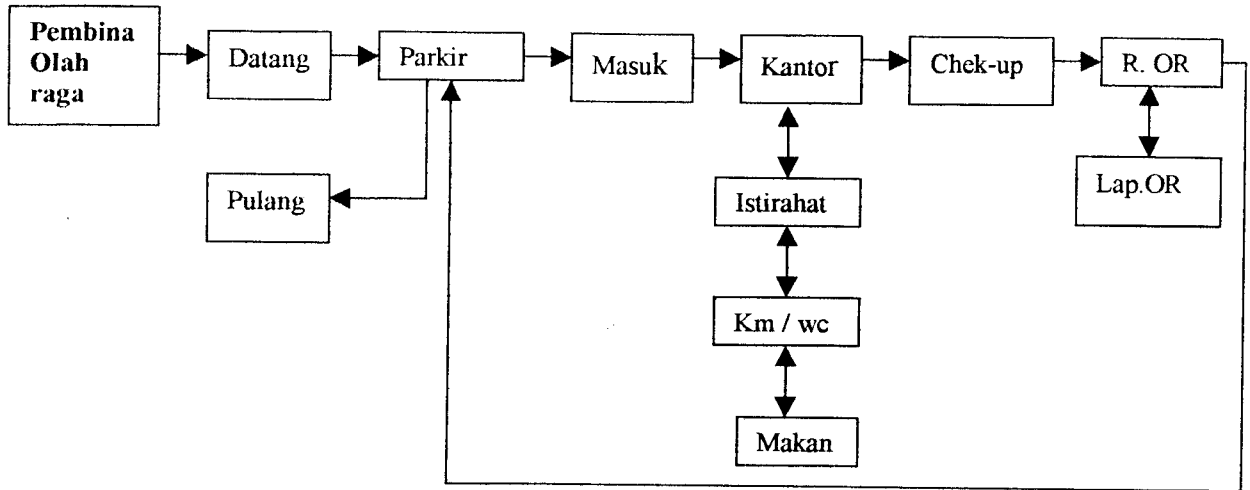 Pembina
Olah
raga
Datang
Parkir
Masuk
Kantor
Chek-up
R. OR
Pulang
Istirahat
Lap.OR
Km / wc
Makan